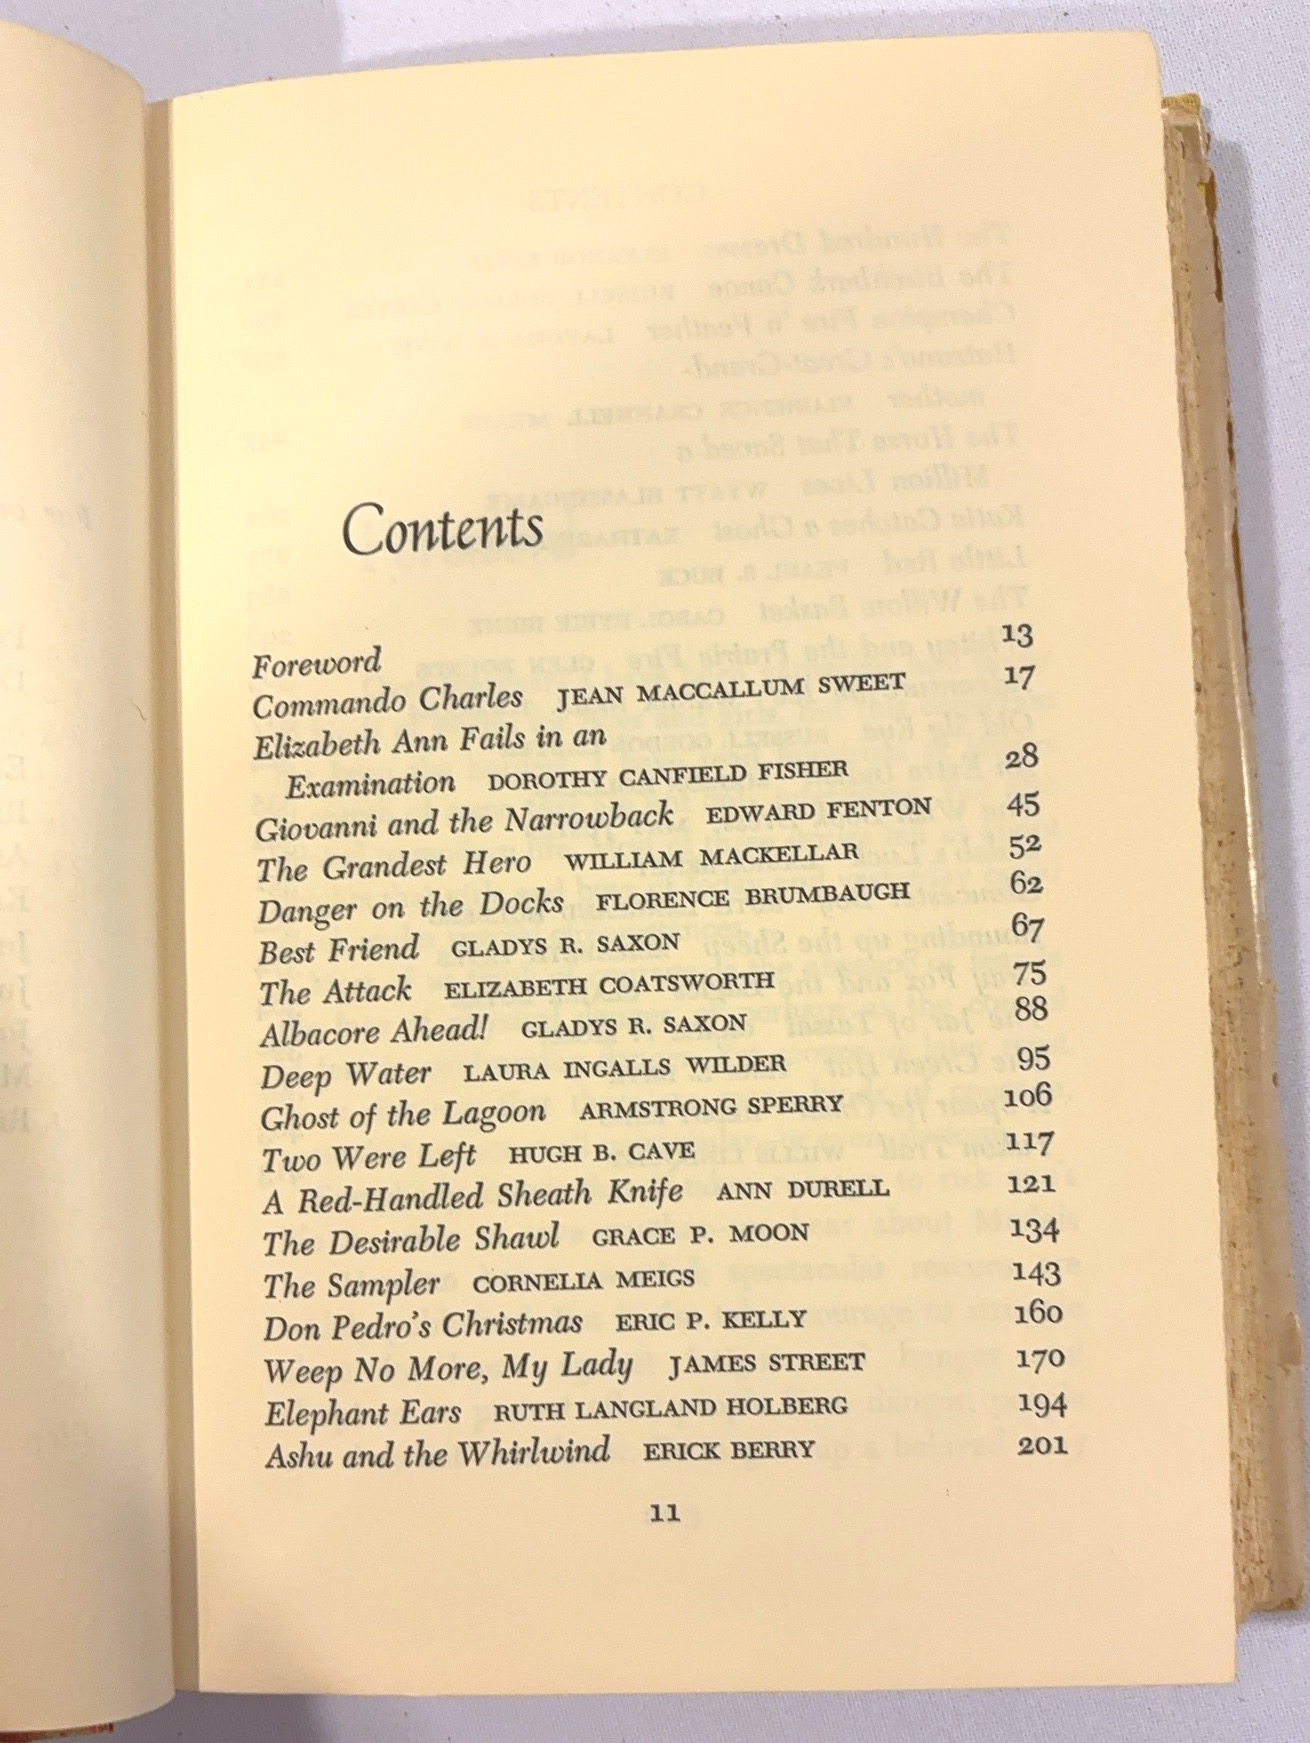 Contents
Foreword 13
Commando Charles JEAN MACCALLUM SWEET 17
Elizabeth Ann Fails in an
Examination DOROTHY CANFIELD FISHER 28
Giovanni and the Narrowback EDWARD FENTON 45
The Grandest Hero WILLIAM MACKELLAR 52
Danger on the Docks FLORENCE BRUMBAUGH 62
Best Friend GLADYS R. SAXON 67
The Attack ELIZABETH COATSWORTH 75
Albacore Ahead! GLADYS R. SAXON 88
Deep Water LAURA INGALLS WILDER 95
Ghost of the Lagoon ARMSTRONG SPERRY 106
Two Were Left HUGH B. CAVE 117
A Red-Handled Sheath Knife ANN DURELL 121
The Desirable Shawl GRACE P. MOON 134
The Sampler CORNELIA MEIGS 143
Don Pedro's Christmas ERIC P. KELLY 160
Weep No More, My Lady JAMES STREET 170
Elephant Ears RUTH LANGLAND HOLBERG 194
Ashu and the Whirlwind ERICK BERRY 201
11